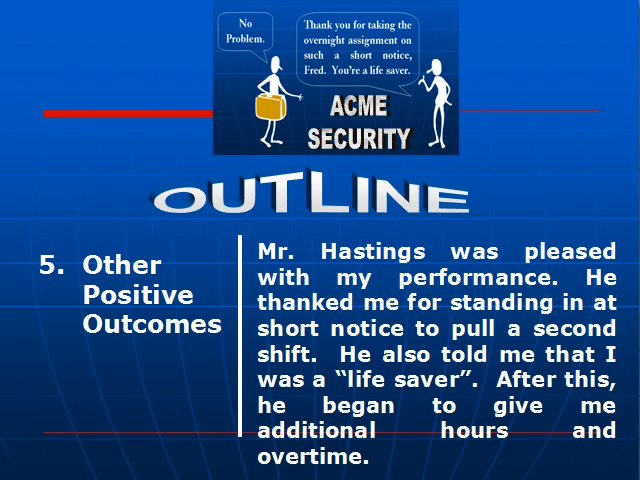 No
Problem.
Thank you for taking the
overnight assignment on
such a short notice,
Fred. You're a life saver.
ACME
SECURITY
OUTLINE
5. Other
Positive
Outcomes
Mr. Hastings was pleased
with my performance. He
thanked me for standing in at
short notice to pull a second
shift. He also told me that I
was a “life saver”. After this,
he began to give me
additional hours and
overtime.